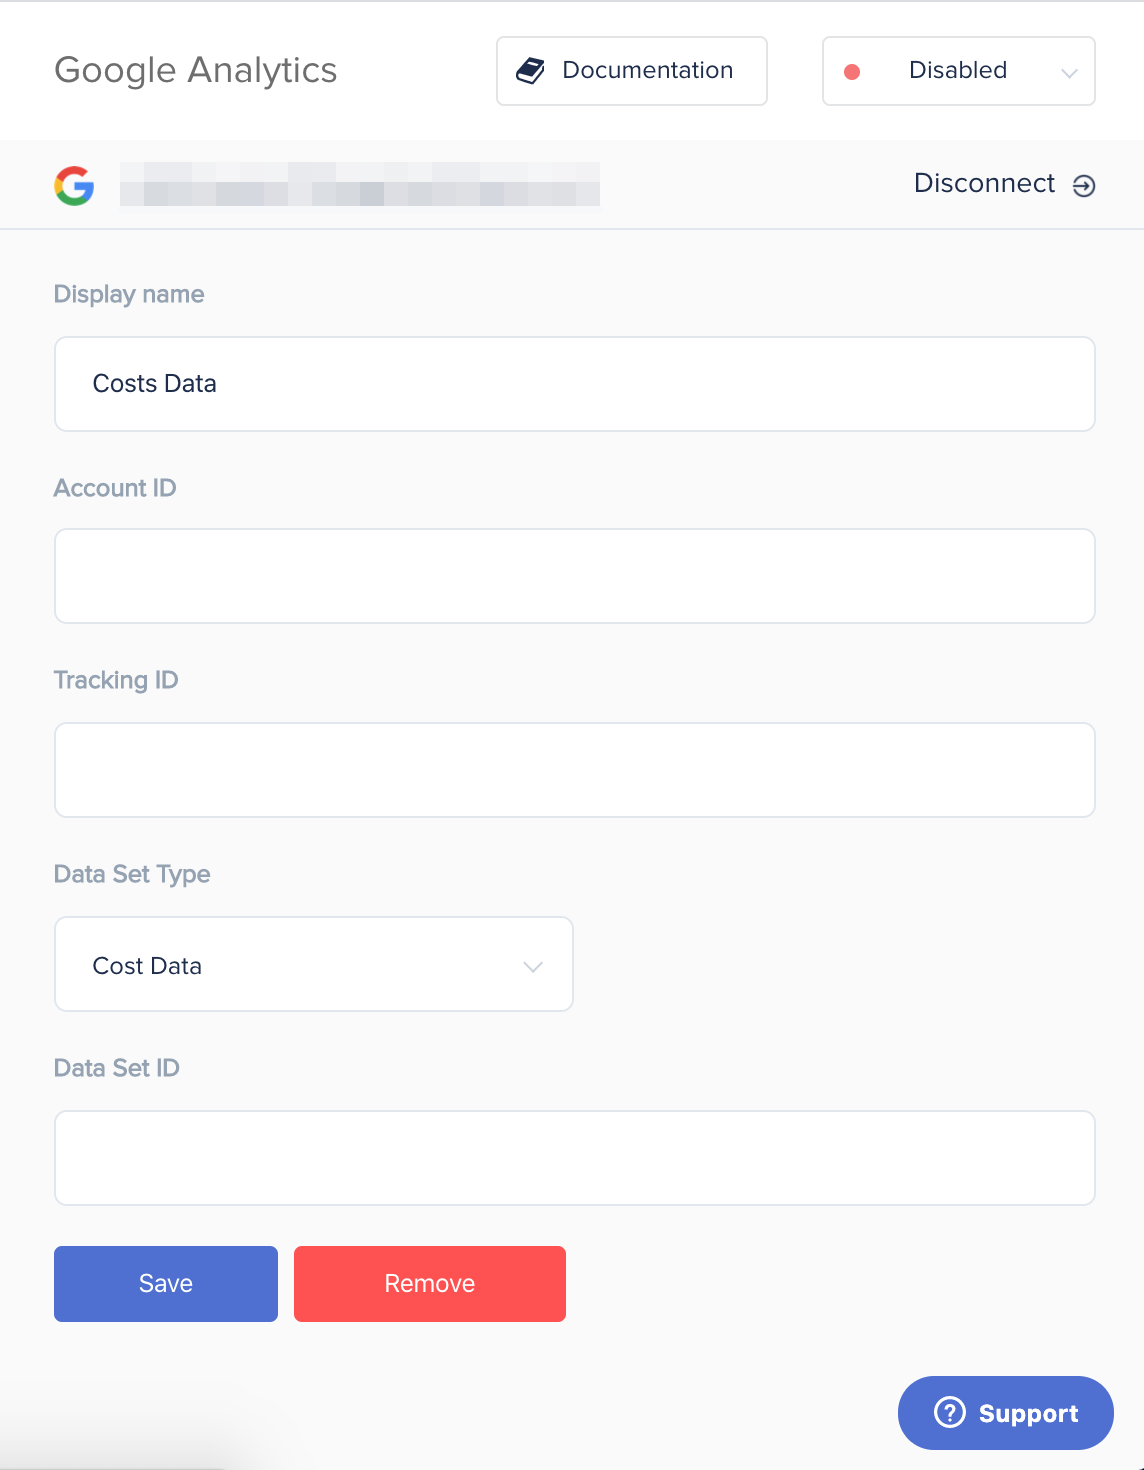 Google Analytics
Documentation
Disabled
Disconnect
Display name
Costs Data
Account ID
Tracking ID
Data Set Type
Cost Data
Data Set ID
Save
Remove
Support